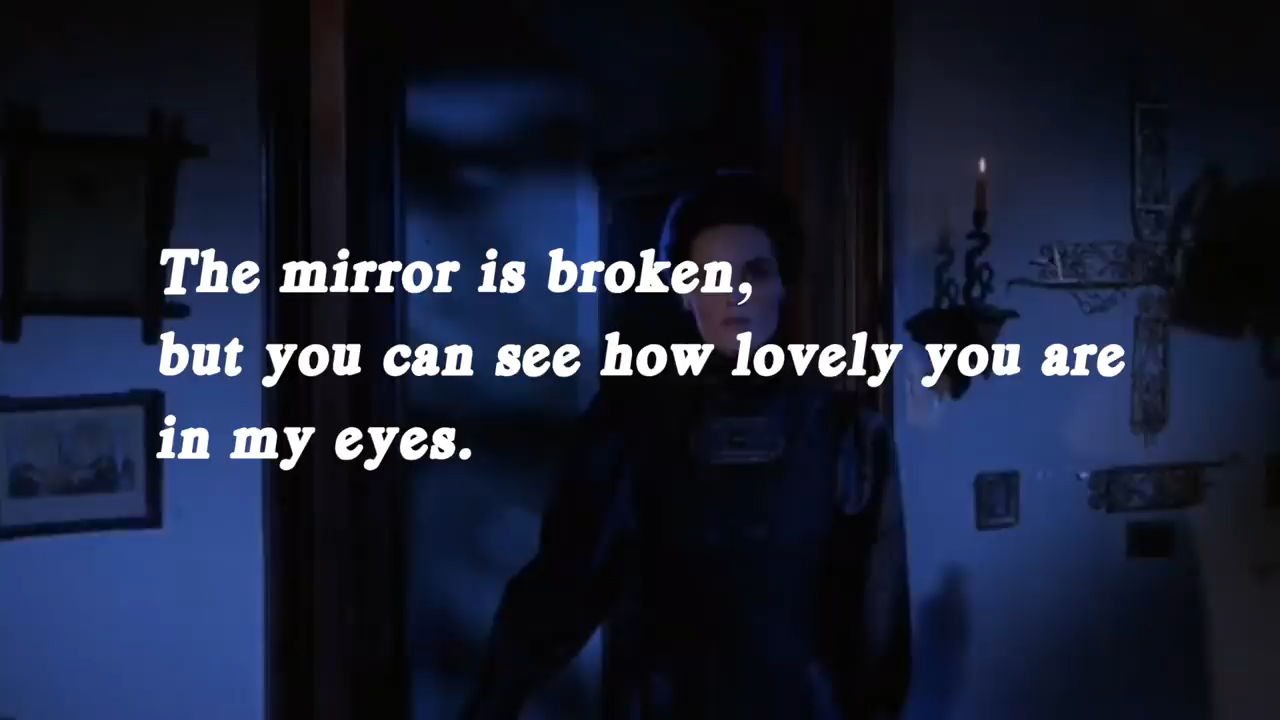 The mirror is broken,
but you can see how lovely you are
in my eyes.